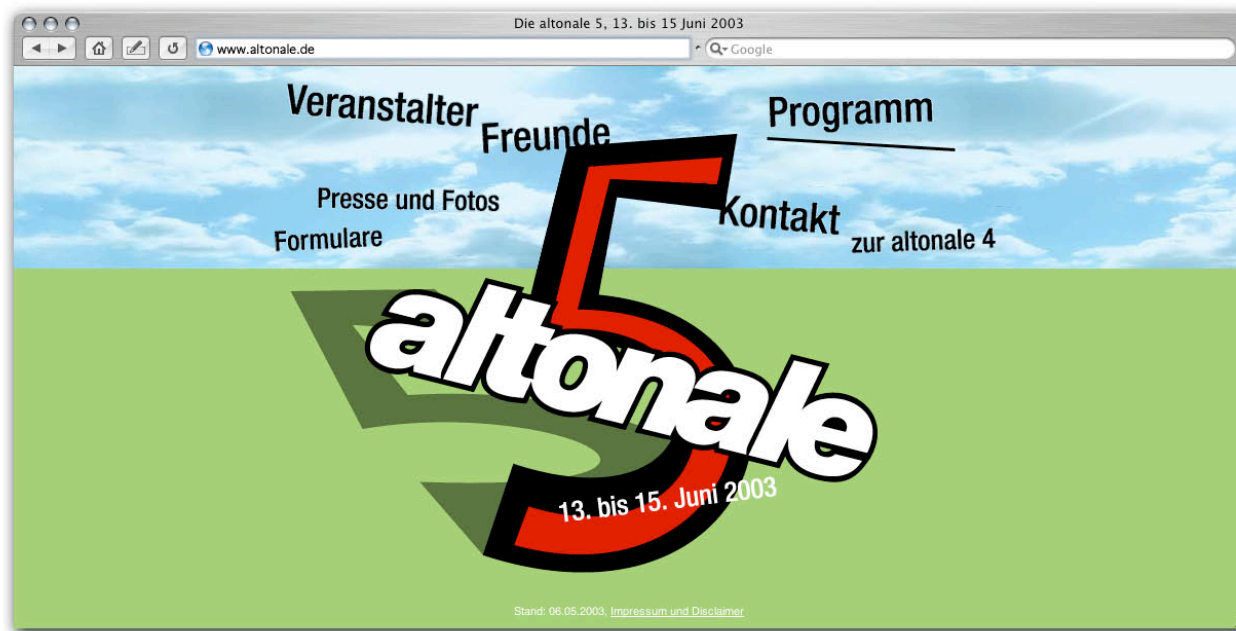 Die altonale 5, 13. bis 15 Juni 2003
www.altonale.de
Google
Veranstalter
Freunde
Programm
Presse und Fotos
Kontakt
Formulare
zur altonale 4
5
altonale
13. bis 15. Juni 2003
Stand: 06.05.2003, Impressum und Disclaimer